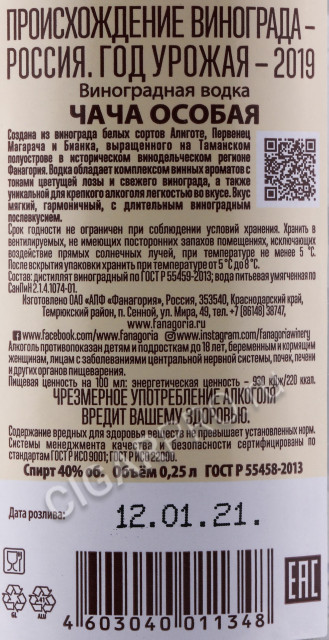 ПРОИСХОЖДЕНИЕ ВИНОГРАДА –
РОССИЯ. ГОД УРОЖАЯ – 2019
Виноградная водка
ЧАЧА ОСОБАЯ
Создана из винограда белых сортов Алиготе, Первенец
Магарача и Бианка, выращенного на Таманском
полуострове в историческом винодельческом регионе
Фанагория. Водка обладает комплексом винных ароматов с
тонами цветущей лозы и свежего винограда, а также
уникальной для крепкого алкоголя легкостью во вкусе. Вкус
мягкий, гармоничный, с длительным виноградным
послевкусием.
Срок годности не ограничен при соблюдении условий хранения. Хранить в
вентилируемых, не имеющих посторонних запахов помещениях, исключающих
воздействие прямых солнечных лучей, при температуре не менее 5 °С.
После вскрытия упаковки хранить при температуре от 5 °С до 8 °С.
Состав: дистиллят виноградный по ГОСТ Р 55459-2013; вода питьевая умягченная по
СанПиН 2.1.4.1074-01.
Изготовлено ОАО «АПФ «Фанагория», Россия, 353540, Краснодарский край,
Темрюкский район, п. Сенной, ул. Мира, 49, тел. +7 (86148) 38747,
www.fanagoria.ru
www.facebook.com/www.fanagoria www.instagram.com/fanagoriawinery
Алкоголь противопоказан детям и подросткам до 18 лет, беременным и кормящим
женщинам, лицам с заболеваниями центральной нервной системы, почек, печени
и других органов пищеварения.
Пищевая ценность на 100 мл: энергетическая ценность – 930 кДж/220 ккал.
ЧРЕЗМЕРНОЕ УПОТРЕБЛЕНИЕ АЛКОГОЛЯ
ВРЕДИТ ВАШЕМУ ЗДОРОВЬЮ.
Содержание вредных для здоровья веществ не превышает установленных норм.
Системы менеджмента качества и безопасности сертифицированы по
стандартам ГОСТ Р ИСО 9001; ГОСТ Р ИСО 22000.
Спирт 40% об. Объём 0,25 л ГОСТ Р 55458-2013
Дата розлива: 12.01.21.
GL ALU
EAC
4 603040 011348